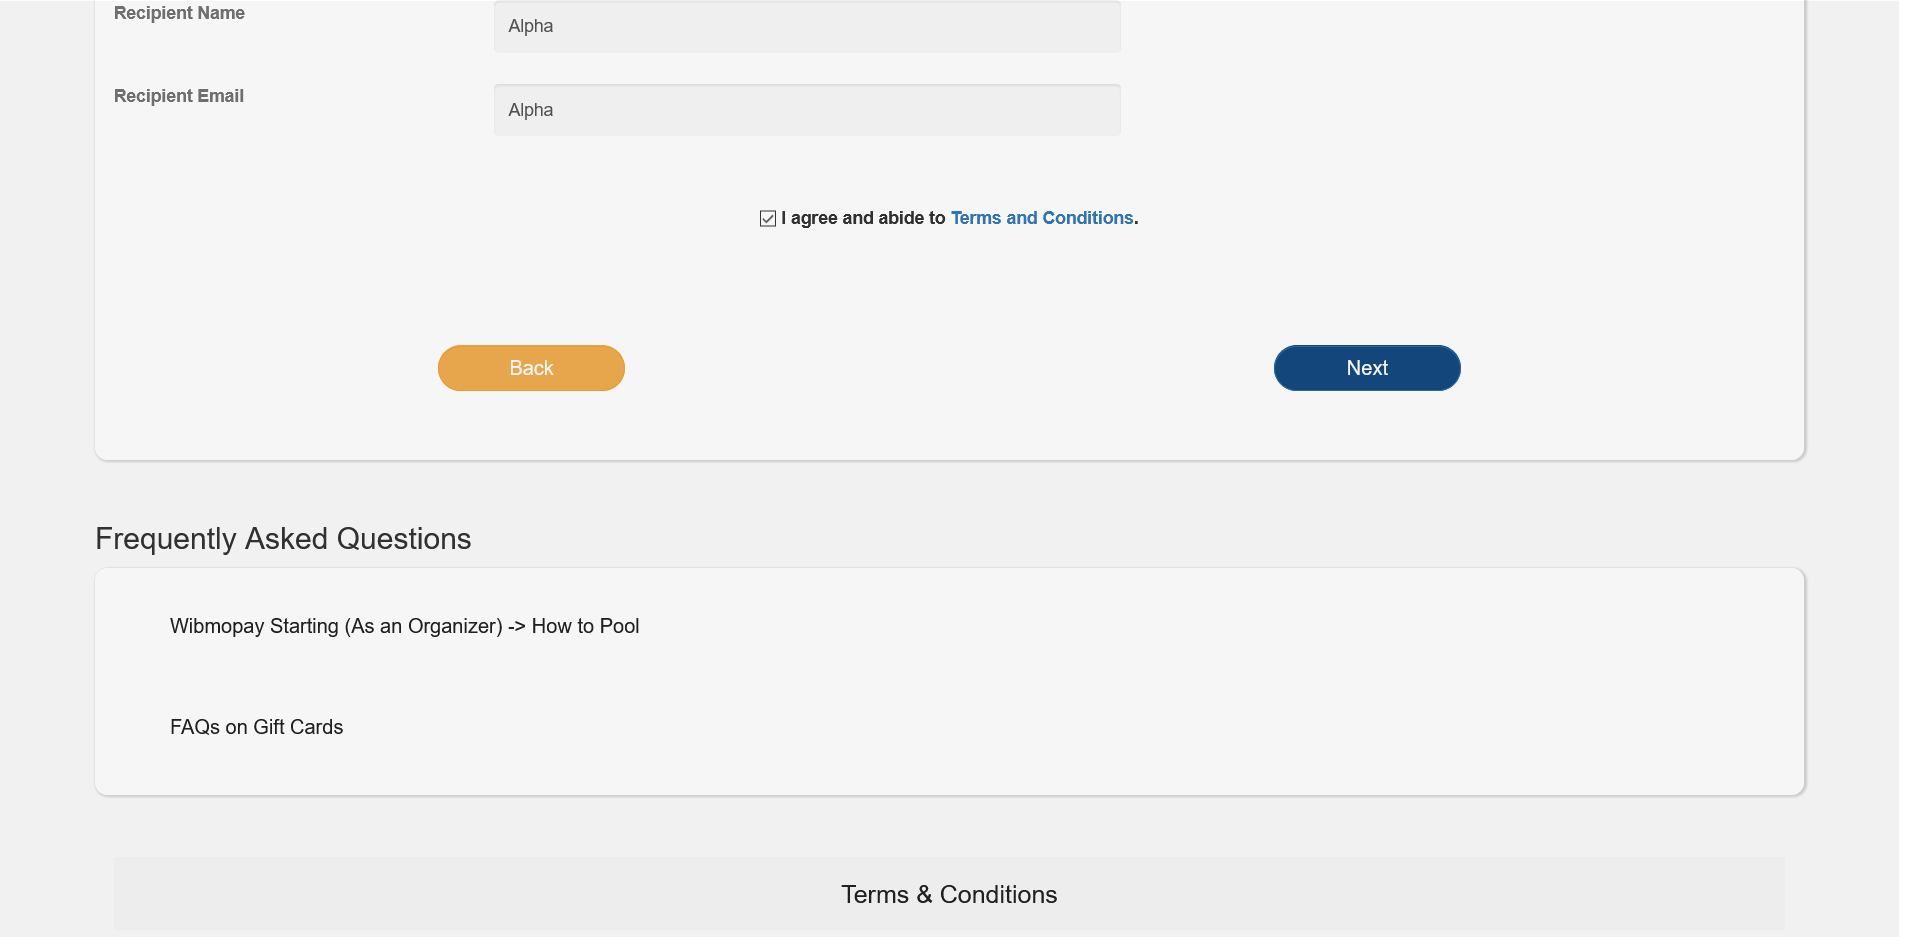 Recipient Name
Alpha
Recipient Email
Alpha
I agree and abide to Terms and Conditions.
Back
Next
Frequently Asked Questions
Wibmopay Starting (As an Organizer) -> How to Pool
FAQs on Gift Cards
Terms & Conditions